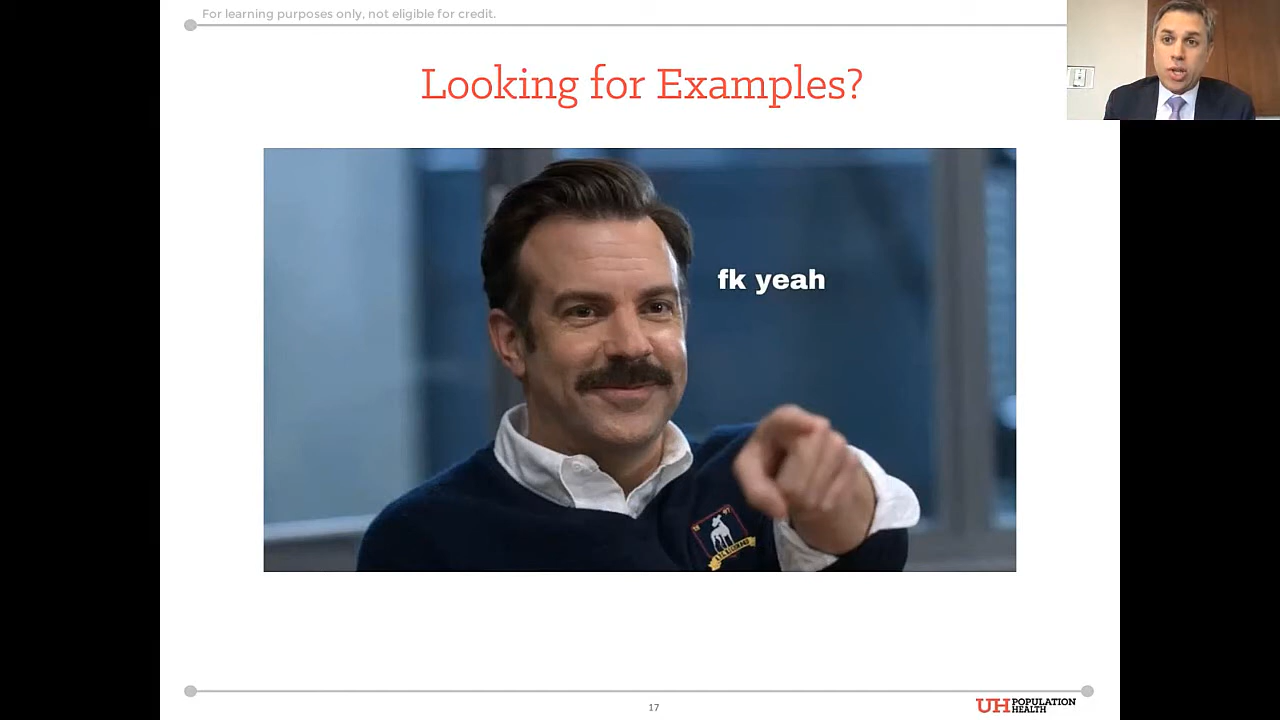 For learning purposes only, not eligible for credit.
Looking for Examples?
fk yeah
17
UH POPULATION
HEALTH